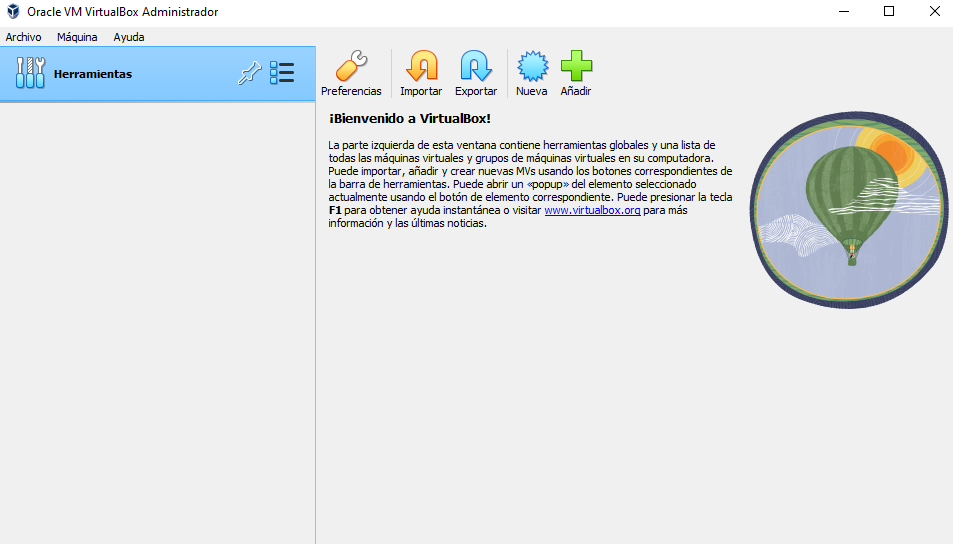 Oracle VM VirtualBox Administrador
Archivo Máquina Ayuda
Herramientas
Preferencias Importar Exportar Nueva Añadir
¡Bienvenido a VirtualBox!
La parte izquierda de esta ventana contiene herramientas globales y una lista de
todas las máquinas virtuales y grupos de máquinas virtuales en su computadora.
Puede importar, añadir y crear nuevas MVs usando los botones correspondientes de
la barra de herramientas. Puede abrir un «popup» del elemento seleccionado
actualmente usando el botón de elemento correspondiente. Puede presionar la tecla
F1 para obtener ayuda instantánea o visitar www.virtualbox.org para más
información y las últimas noticias.